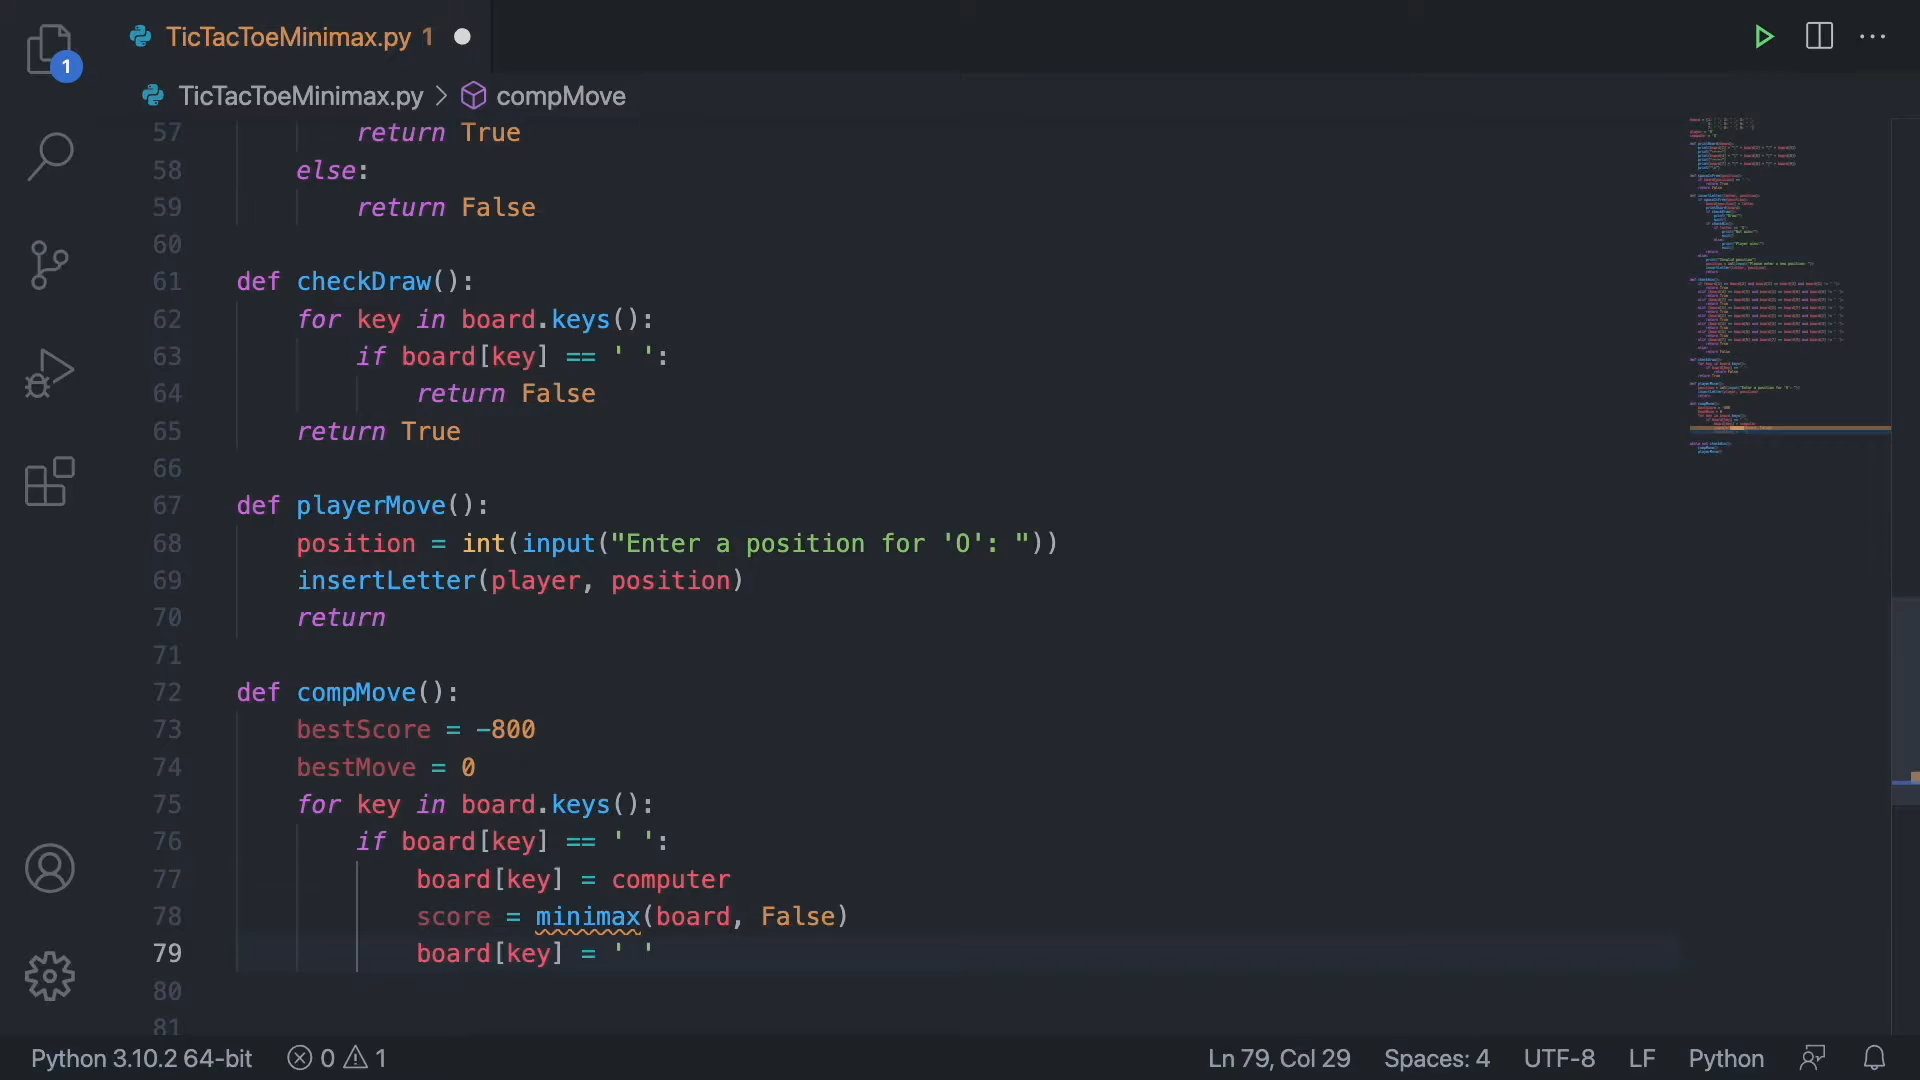 TicTacToeMinimax.py 1
1
TicTacToeMinimax.py > compMove
57 return True
58 else:
59 return False
60
61 def checkDraw():
62 for key in board.keys():
63 if board[key] == ' ':
64 return False
65 return True
66
67 def playerMove():
68 position = int(input("Enter a position for 'O': "))
69 insertLetter(player, position)
70 return
71
72 def compMove():
73 bestScore = -800
74 bestMove = 0
75 for key in board.keys():
76 if board[key] == ' ':
77 board[key] = computer
78 score = minimax(board, False)
79 board[key] = ' '
80
81
Python 3.10.2 64-bit 0 1 Ln 79, Col 29 Spaces: 4 UTF-8 LF Python